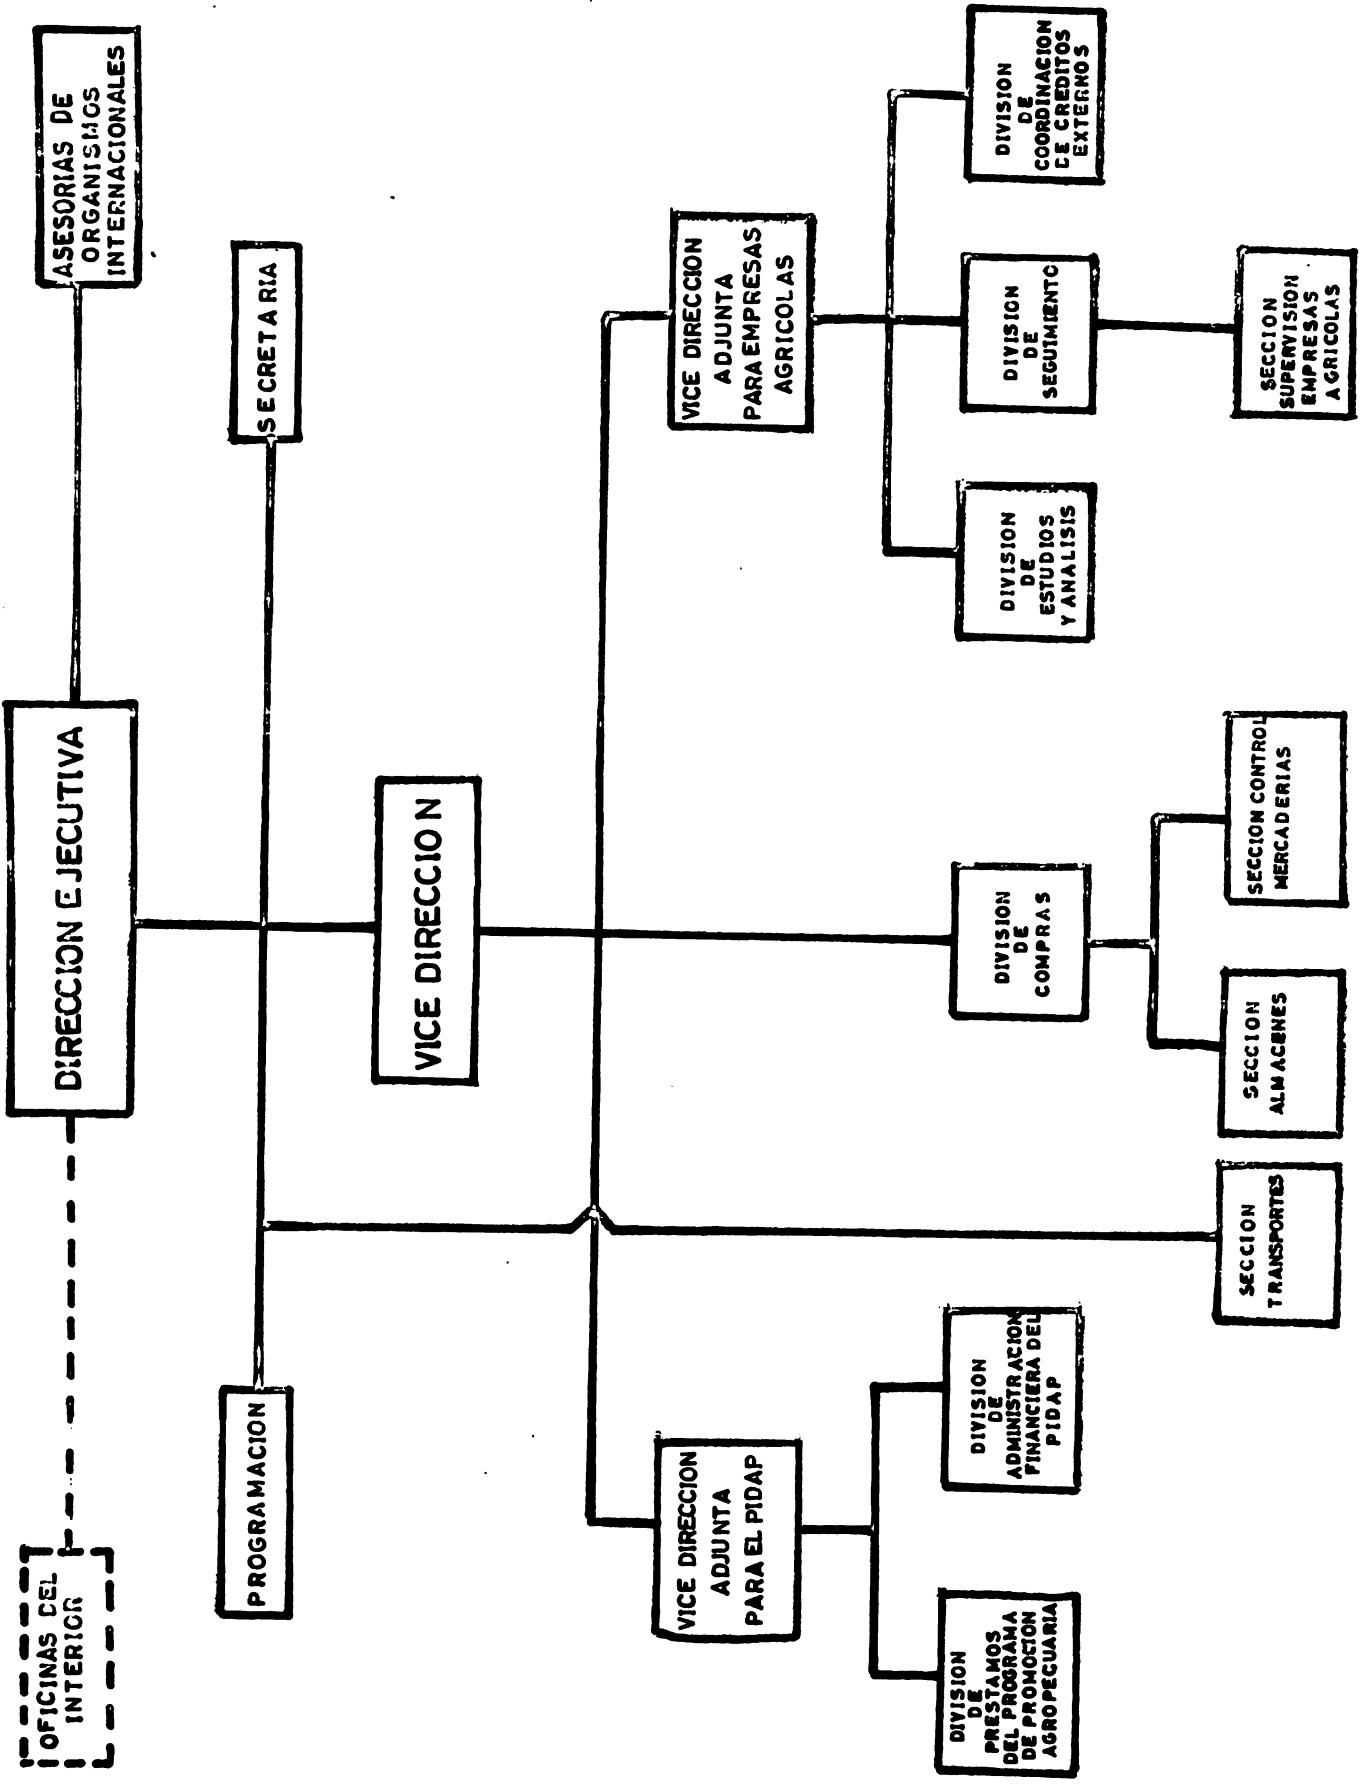 OFICINAS DEL
INTERIOR
DIRECCION EJECUTIVA
ASESORIAS DE
ORGANISMOS
INTERNACIONALES
PROGRAMACION
SECRETARIA
VICE DIRECCION
VICE DIRECCION
ADJUNTA
PARA EL PIDAP
VICE DIRECCION
ADJUNTA
PARA EMPRESAS
AGRICOLAS
DIVISION
DE
PRESTAMOS
DEL PROGRAMA
DE PROMOCION
AGROPECUARIA
DIVISION
DE
ADMINISTRACION
FINANCIERA DEL
PIDAP
DIVISION
DE
COMPRAS
DIVISION
DE
ESTUDIOS
Y ANALISIS
DIVISION
DE
SEGUIMIENTO
DIVISION
DE
COORDINACION
DE CREDITOS
EXTERNOS
SECCION
TRANSPORTES
SECCION
ALMACENES
SECCION CONTROL
MERCADERIAS
SECCION
SUPERVISION
EMPRESAS
AGRICOLAS